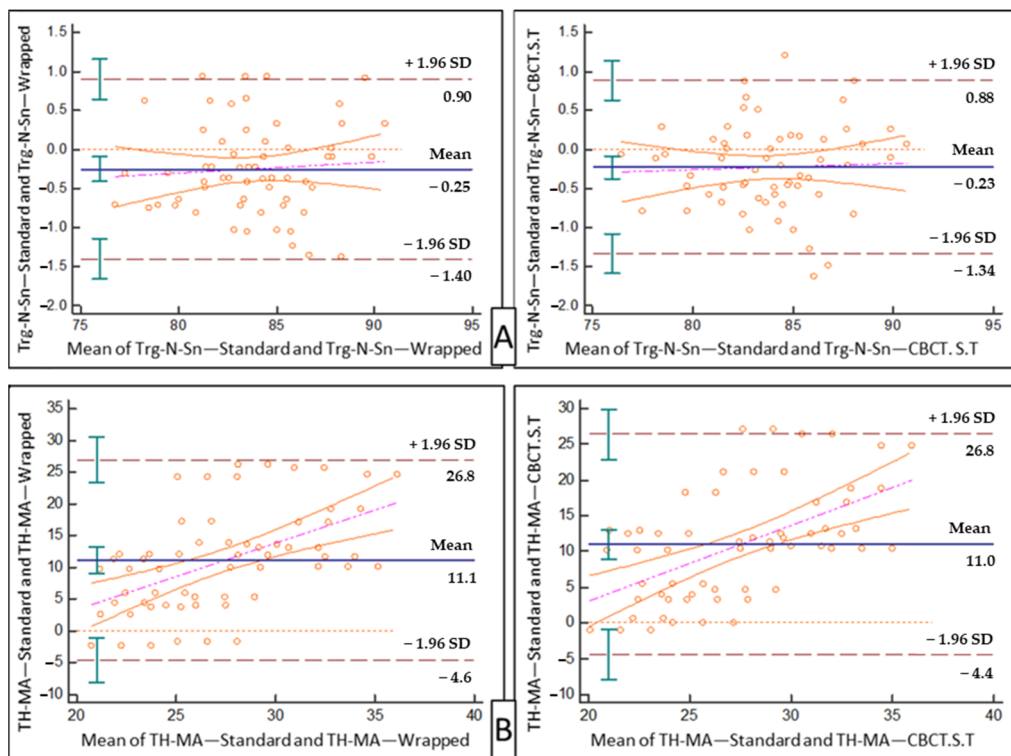 Trg-N-Sn—Standard and Trg-N-Sn—Wrapped
1.5
1.0
0.5
0.0
−0.5
−1.0
−1.5
−2.0
+ 1.96 SD
0.90
Mean
− 0.25
− 1.96 SD
− 1.40
75 80 85 90 95
Mean of Trg-N-Sn—Standard and Trg-N-Sn—Wrapped
Trg-N-Sn—Standard and Trg-N-Sn—CBCT.S.T
1.5
1.0
0.5
0.0
−0.5
−1.0
−1.5
−2.0
+ 1.96 SD
0.88
Mean
− 0.23
− 1.96 SD
− 1.34
75 80 85 90 95
Mean of Trg-N-Sn—Standard and Trg-N-Sn—CBCT. S.T
A
TH-MA—Standard and TH-MA—Wrapped
35
30
25
20
15
10
5
0
−5
−10
+ 1.96 SD
26.8
Mean
11.1
− 1.96 SD
− 4.6
20 25 30 35 40
Mean of TH-MA—Standard and TH-MA—Wrapped
TH-MA—Standard and TH-MA—CBCT.S.T
30
25
20
15
10
5
0
−5
−10
+ 1.96 SD
26.8
Mean
11.0
− 1.96 SD
− 4.4
20 25 30 35 40
Mean of TH-MA—Standard and TH-MA—CBCT.S.T
B